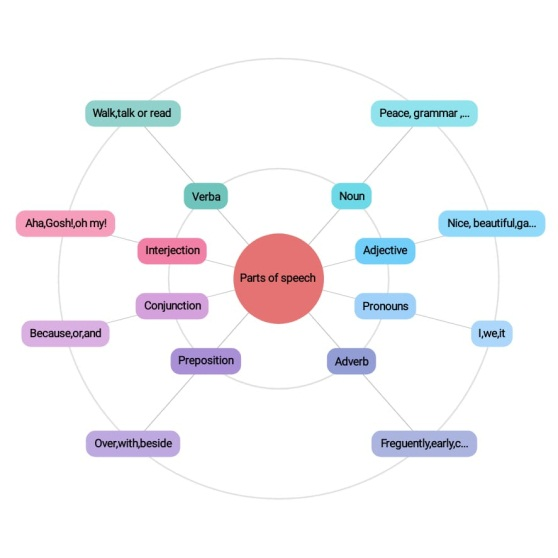 Walk,talk or read
Peace, grammar ,...
Verba
Noun
Aha,Gosh!,oh my!
Nice, beautiful,ga...
Interjection
Adjective
Parts of speech
Conjunction
Pronouns
Because,or,and
I,we,it
Preposition
Adverb
Over,with,beside
Freguently,early,c...